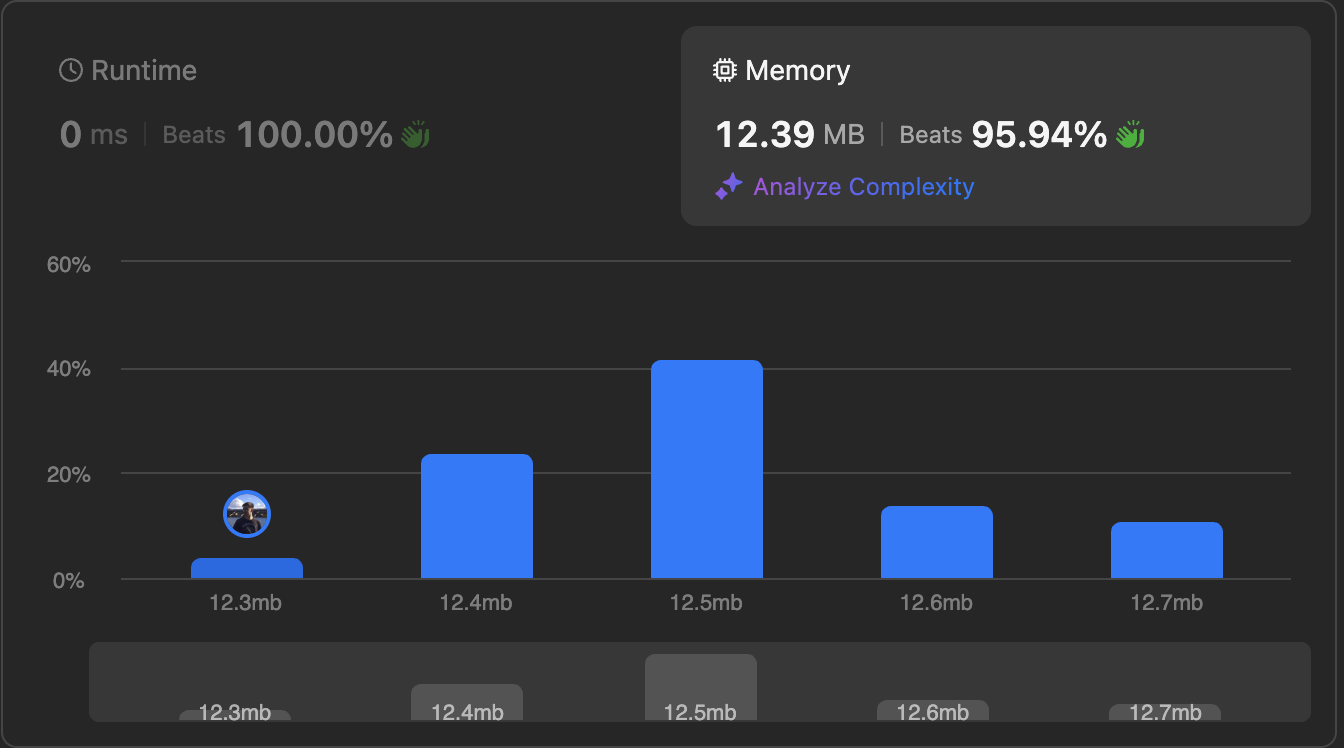 Runtime
0 ms | Beats 100.00%
Memory
12.39 MB | Beats 95.94%
Analyze Complexity
60%
40%
20%
0%
12.3mb 12.4mb 12.5mb 12.6mb 12.7mb
12.3mb 12.4mb 12.5mb 12.6mb 12.7mb